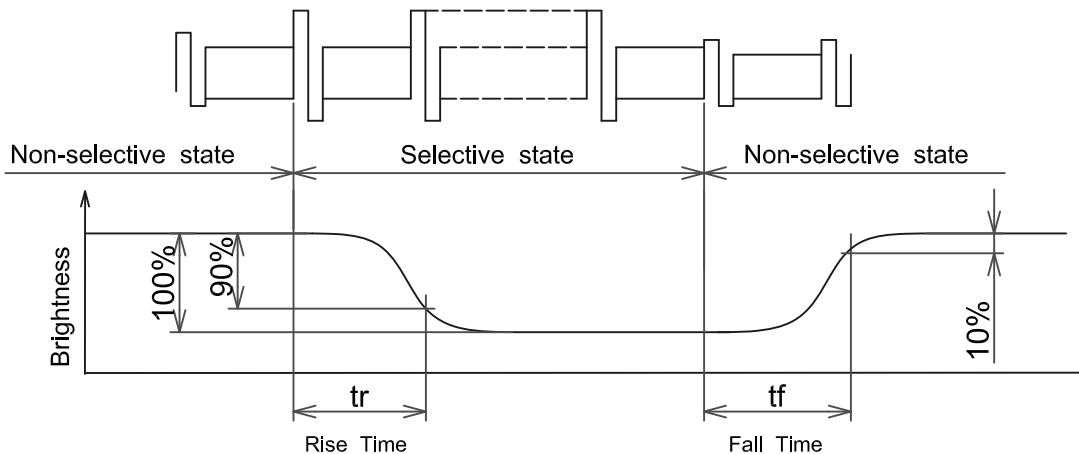 Non-selective state
Selective state
Non-selective state
Brightness
100%
90%
10%
tr
tf
Rise Time
Fall Time